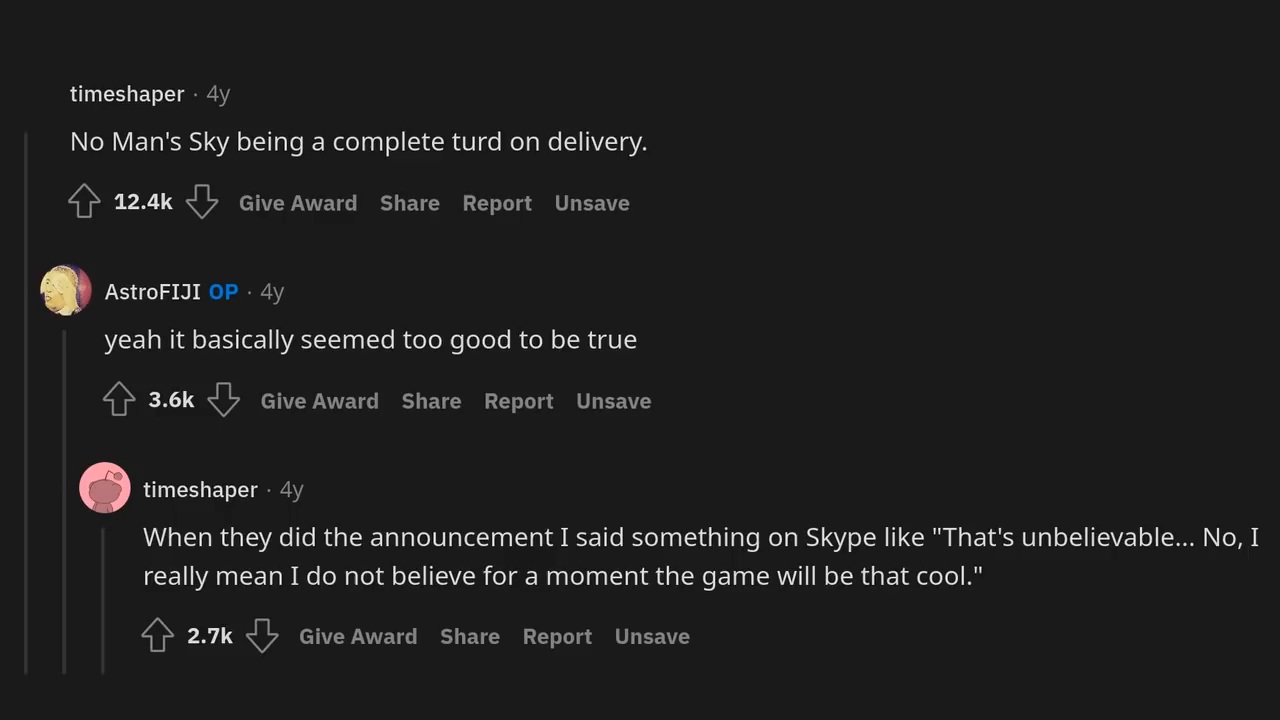 timeshaper · 4y
No Man's Sky being a complete turd on delivery.
12.4k Give Award Share Report Unsave
AstroFIJI OP · 4y
yeah it basically seemed too good to be true
3.6k Give Award Share Report Unsave
timeshaper · 4y
When they did the announcement I said something on Skype like "That's unbelievable... No, I
really mean I do not believe for a moment the game will be that cool."
2.7k Give Award Share Report Unsave